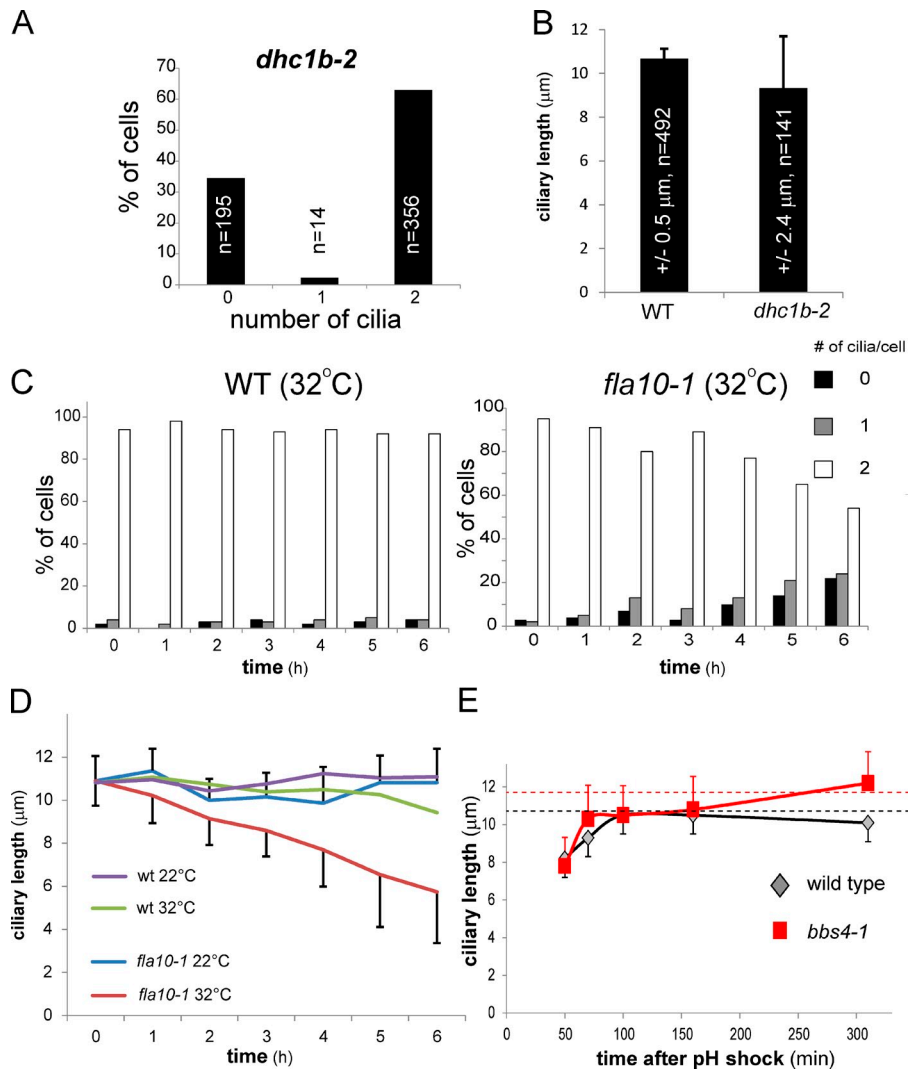 A
dhc1b-2
% of cells
70
60
50
40
30
20
10
0
n=195
n=14
n=356
0 1 2
number of cilia
B
ciliary length (μm)
12
10
8
6
4
2
0
+/- 0.5 μm, n=492
+/- 2.4 μm, n=141
WT dhc1b-2
C
WT (32°C)
% of cells
100
80
60
40
20
0
0 1 2 3 4 5 6
time (h)
fla10-1 (32°C)
# of cilia/cell
0
1
2
% of cells
100
80
60
40
20
0
0 1 2 3 4 5 6
time (h)
D
ciliary length (μm)
12
10
8
6
4
2
0
wt 22°C
wt 32°C
fla10-1 22°C
fla10-1 32°C
0 1 2 3 4 5 6
time (h)
E
ciliary length (μm)
12
10
8
6
4
2
0
wild type
bbs4-1
0 50 100 150 200 250 300
time after pH shock (min)